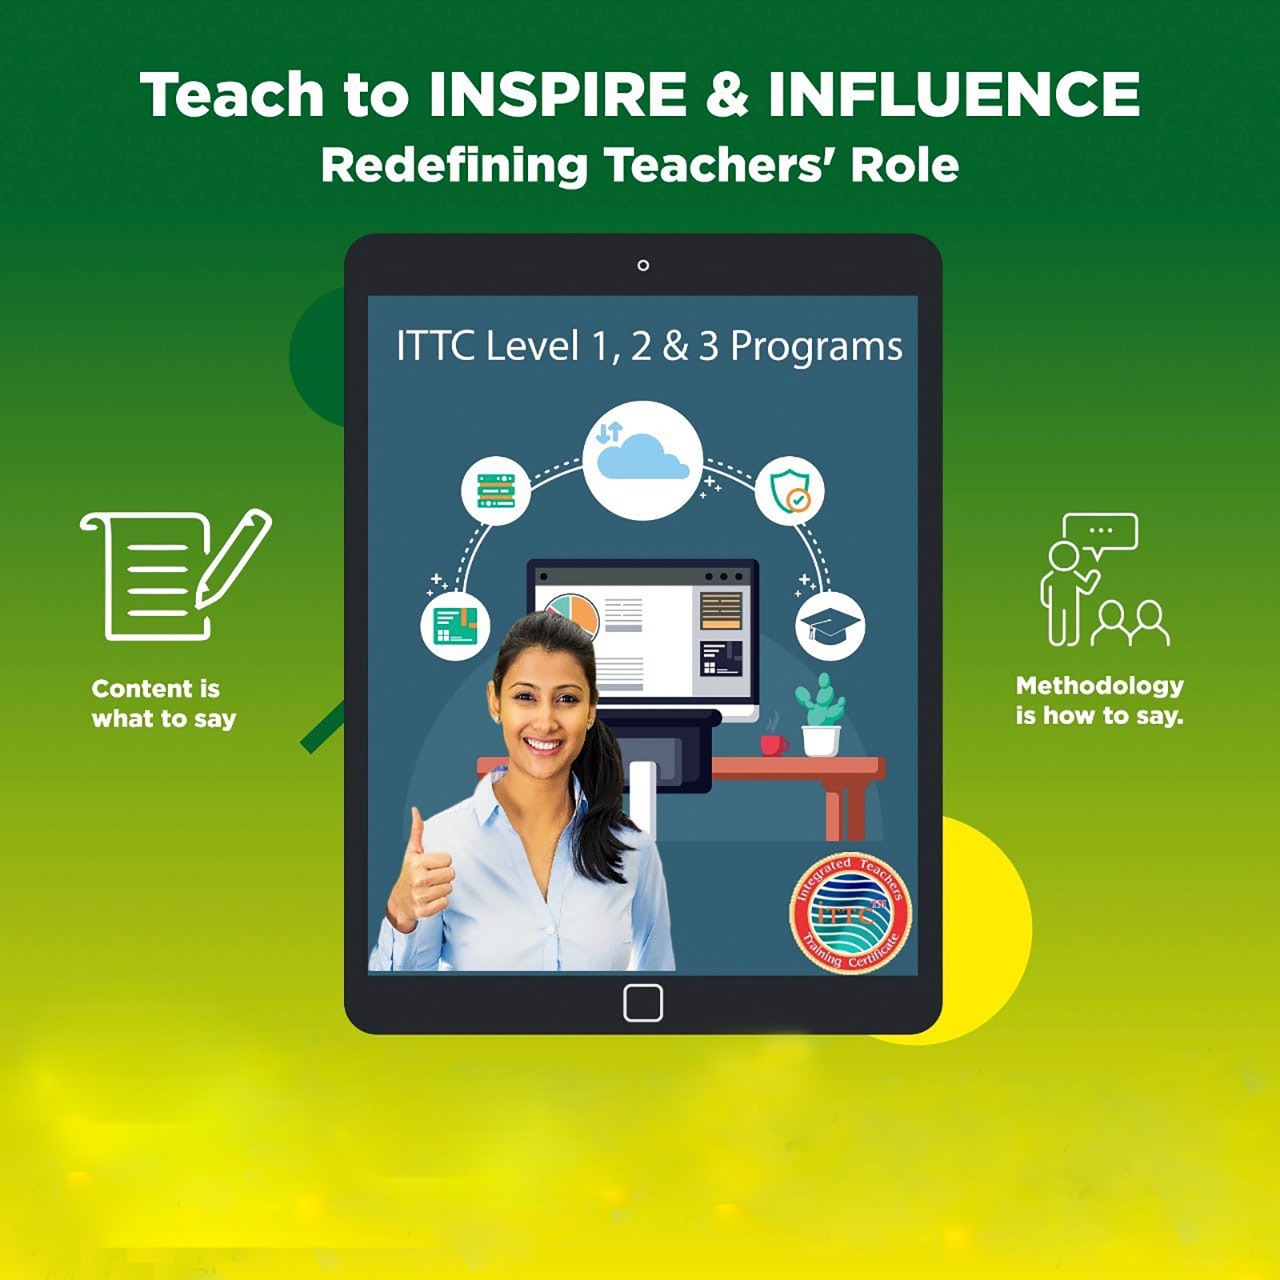 Teach to INSPIRE & INFLUENCE
Redefining Teachers' Role
ITTC Level 1, 2 & 3 Programs
Content is
what to say
Methodology
is how to say.
Integrated Teachers
ITTC TM
Training Certificate